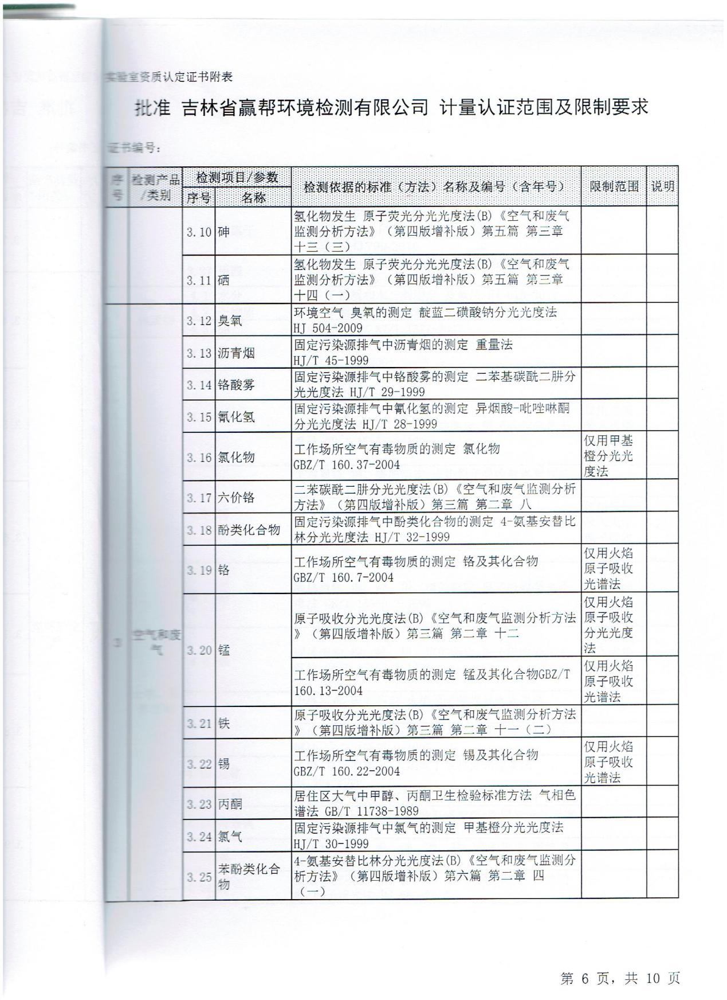 实验室资质认定证书附表
批准 吉林省赢帮环境检测有限公司 计量认证范围及限制要求
证书编号:
序号 检测产品/类别 检测项目/参数 检测依据的标准（方法）名称及编号（含年号） 限制范围 说明
序号 名称
3.10 砷 氢化物发生 原子荧光分光光度法(B)《空气和废气
监测分析方法》（第四版增补版）第五篇 第三章
十三（三）
3.11 硒 氢化物发生 原子荧光分光光度法(B)《空气和废气
监测分析方法》（第四版增补版）第五篇 第三章
十四（一）
3.12 臭氧 环境空气 臭氧的测定 靛蓝二磺酸钠分光光度法
HJ 504-2009
3.13 沥青烟 固定污染源排气中沥青烟的测定 重量法
HJ/T 45-1999
3.14 铬酸雾 固定污染源排气中铬酸雾的测定 二苯基碳酰二肼分
光光度法 HJ/T 29-1999
3.15 氰化氢 固定污染源排气中氰化氢的测定 异烟酸-吡唑啉酮
分光光度法 HJ/T 28-1999
3.16 氯化物 工作场所空气有毒物质的测定 氯化物
GBZ/T 160.37-2004
仅用甲基
橙分光光
度法
3.17 六价铬 二苯碳酰二肼分光光度法(B)《空气和废气监测分析
方法》（第四版增补版）第三篇 第二章 八
3.18 酚类化合物 固定污染源排气中酚类化合物的测定 4-氨基安替比
林分光光度法 HJ/T 32-1999
3.19 铬 工作场所空气有毒物质的测定 铬及其化合物
GBZ/T 160.7-2004
仅用火焰
原子吸收
光谱法
3 空气和废
气
3.20 锰 原子吸收分光光度法(B)《空气和废气监测分析方法
》（第四版增补版）第三篇 第二章 十二
仅用火焰
原子吸收
分光光度
法
工作场所空气有毒物质的测定 锰及其化合物GBZ/T
160.13-2004
仅用火焰
原子吸收
光谱法
3.21 铁 原子吸收分光光度法(B)《空气和废气监测分析方法
》（第四版增补版）第三篇 第二章 十一（二）
3.22 锡 工作场所空气有毒物质的测定 锡及其化合物
GBZ/T 160.22-2004
仅用火焰
原子吸收
光谱法
3.23 丙酮 居住区大气中甲醇、丙酮卫生检验标准方法 气相色
谱法 GB/T 11738-1989
3.24 氯气 固定污染源排气中氯气的测定 甲基橙分光光度法
HJ/T 30-1999
3.25 苯酚类化合
物
4-氨基安替比林分光光度法(B)《空气和废气监测分
析方法》（第四版增补版）第六篇 第二章 四
（一）
第 6 页，共 10 页